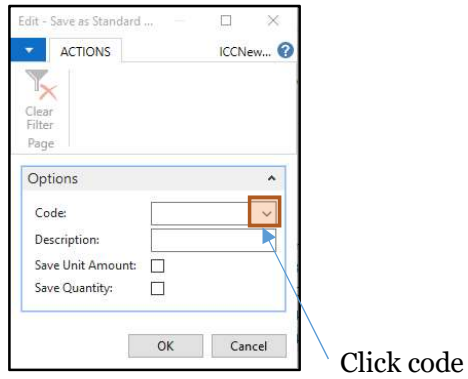 Edit - Save as Standard ...
ACTIONS
ICCNew... ?
Clear
Filter
Page
Options
Code:
Description:
Save Unit Amount:
Save Quantity:
OK Cancel
Click code